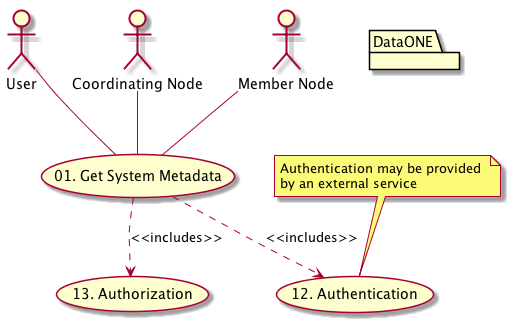 DataONE
User
Coordinating Node
Member Node
01. Get System Metadata
Authentication may be provided
by an external service
<<includes>>
<<includes>>
13. Authorization
12. Authentication